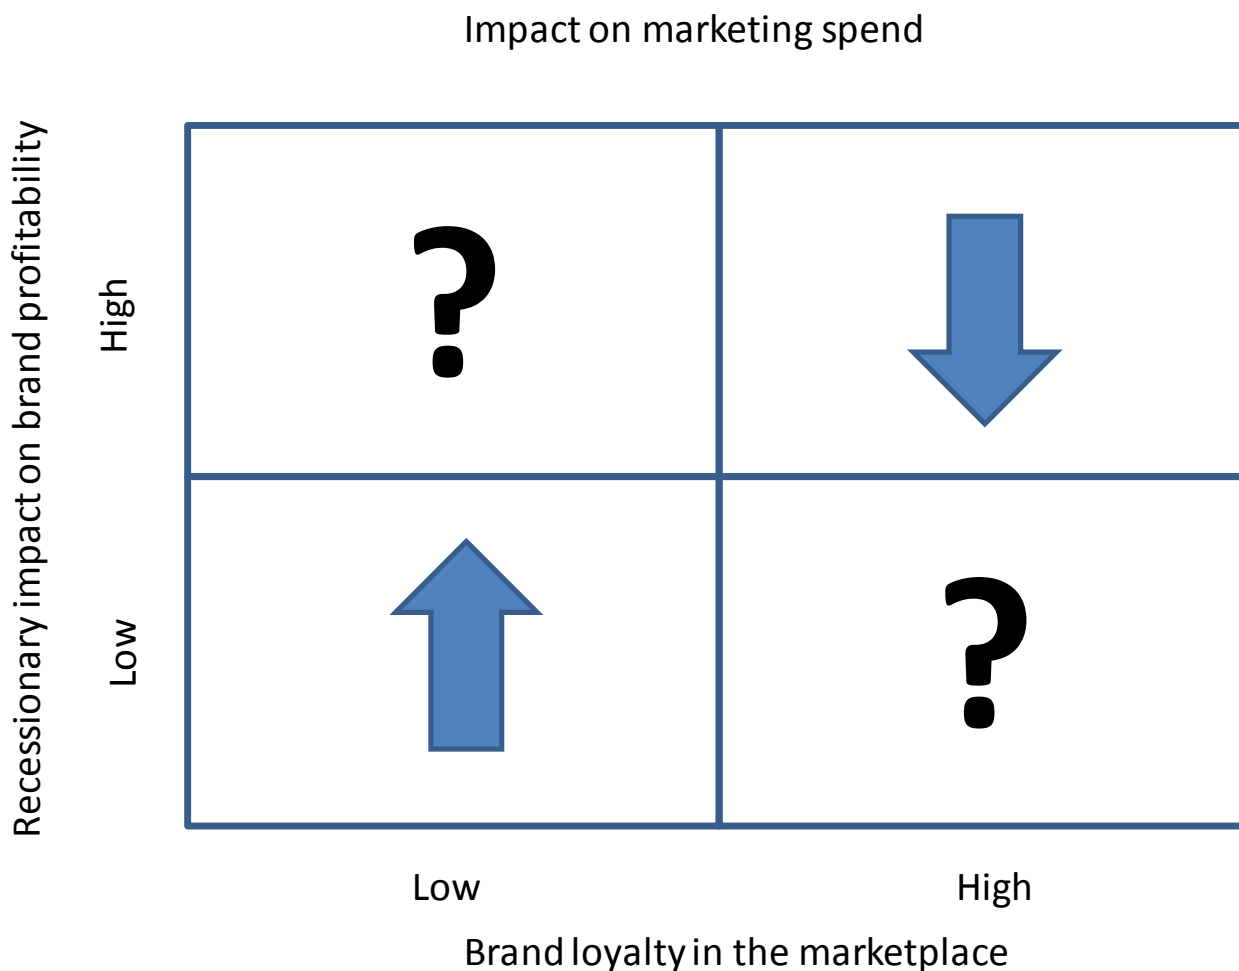 Impact on marketing spend
Recessionary impact on brand profitability
High
?
Low
?
Low
High
Brand loyalty in the marketplace